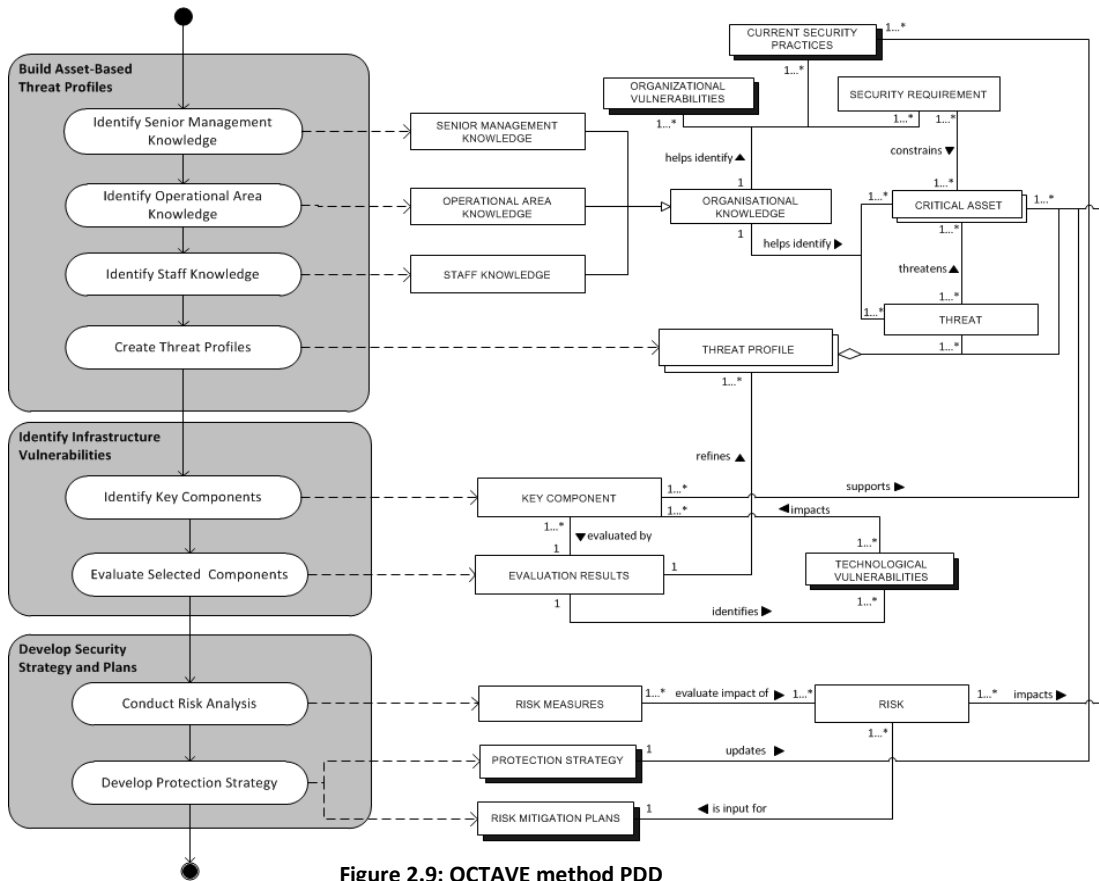 Build Asset-Based
Threat Profiles
Identify Senior Management
Knowledge
Identify Operational Area
Knowledge
Identify Staff Knowledge
Create Threat Profiles
Identify Infrastructure
Vulnerabilities
Identify Key Components
Evaluate Selected Components
Develop Security
Strategy and Plans
Conduct Risk Analysis
Develop Protection Strategy
SENIOR MANAGEMENT
KNOWLEDGE
OPERATIONAL AREA
KNOWLEDGE
STAFF KNOWLEDGE
CURRENT SECURITY
PRACTICES
1...*
1...*
ORGANIZATIONAL
VULNERABILITIES
1...*
SECURITY REQUIREMENT
1...*
1...*
helps identify ▲
constrains ▼
1
1...*
ORGANISATIONAL
KNOWLEDGE
1
helps identify ▶
1...*
CRITICAL ASSET
1...*
1...*
threatens ▲
1...*
1...*
THREAT
1...*
THREAT PROFILE
1...*
refines ▲
KEY COMPONENT
1...*
supports ▶
1...*
◀ impacts
1...*
▼ evaluated by
1
1...*
EVALUATION RESULTS
1
TECHNOLOGICAL
VULNERABILITIES
1
identifies ▶
1...*
RISK MEASURES
1...*
evaluate impact of ▶
1...*
RISK
1...*
impacts ▶
1...*
PROTECTION STRATEGY
1
updates ▶
RISK MITIGATION PLANS
1
◀ is input for
Figure 2.9: OCTAVE method PDD